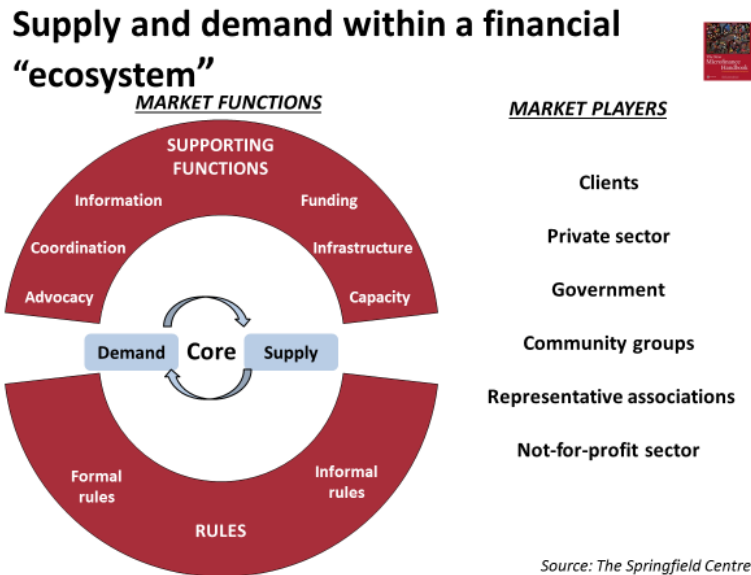 Supply and demand within a financial
“ecosystem”
MARKET FUNCTIONS
SUPPORTING
FUNCTIONS
Information
Funding
Coordination
Infrastructure
Advocacy
Capacity
Demand
Core
Supply
Formal
rules
Informal
rules
RULES
MARKET PLAYERS
Clients
Private sector
Government
Community groups
Representative associations
Not-for-profit sector
Source: The Springfield Centre
Microfinance
Handbook